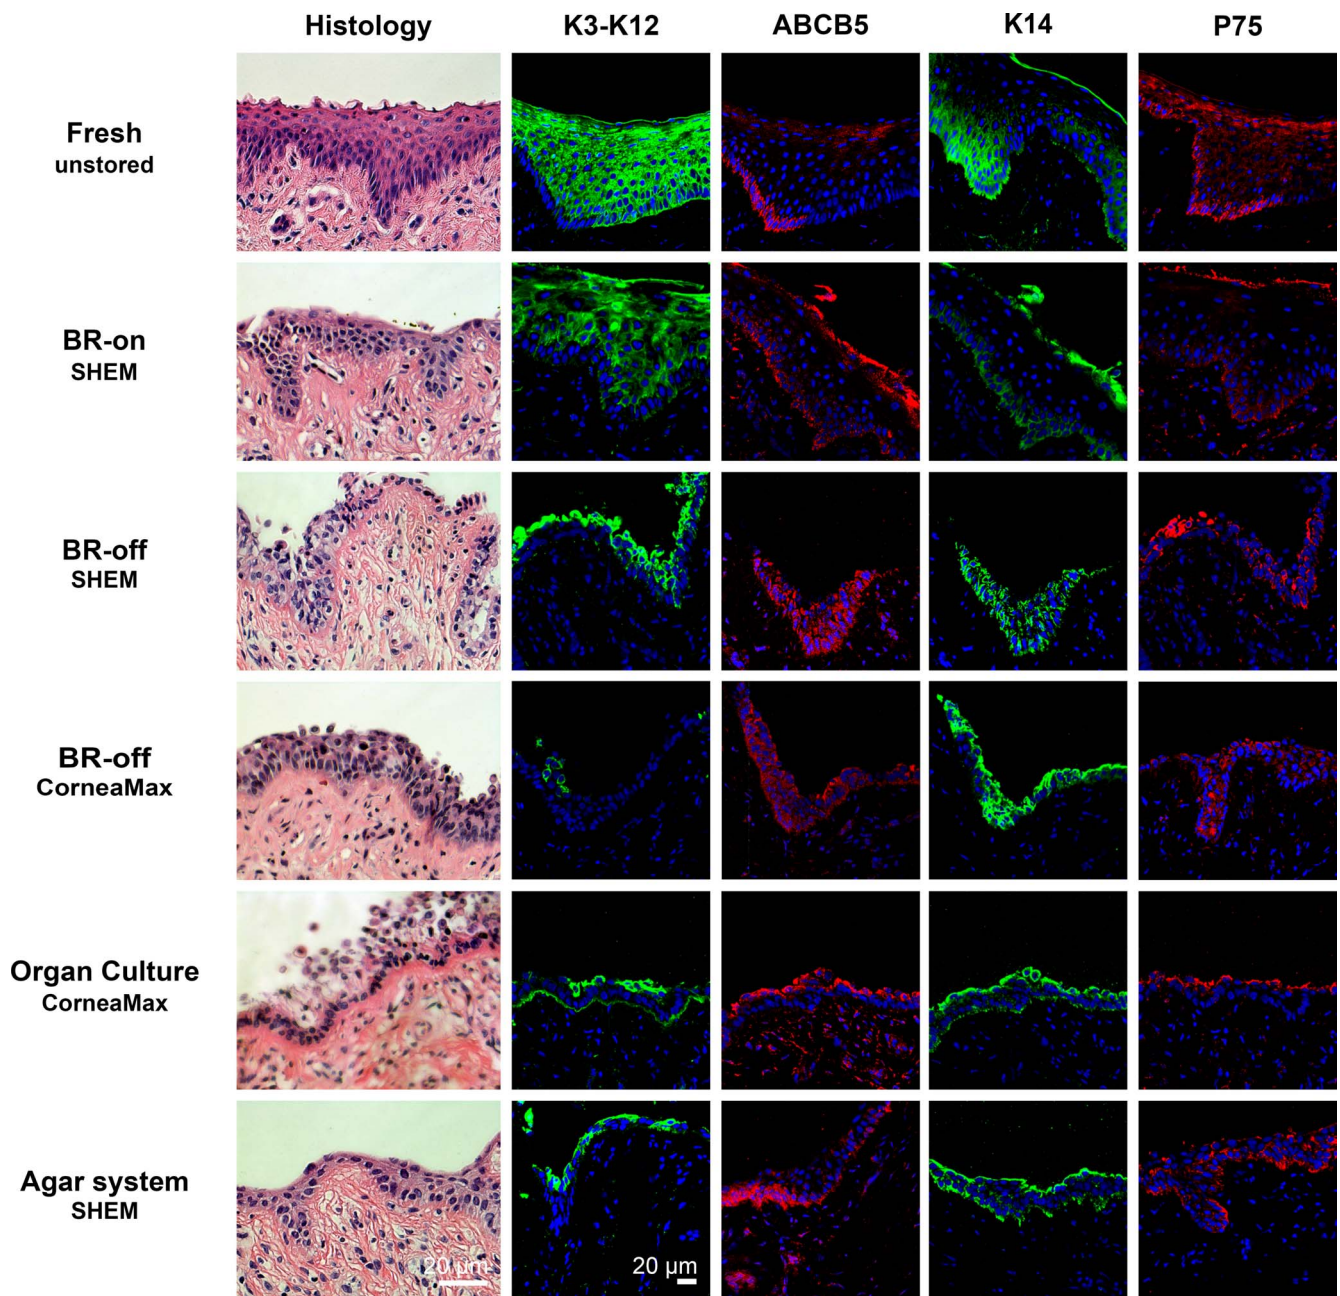 Histology
K3-K12
ABCB5
K14
P75
Fresh
unstored
BR-on
SHEM
BR-off
SHEM
BR-off
CorneaMax
Organ Culture
CorneaMax
Agar system
SHEM
20 µm
20 µm